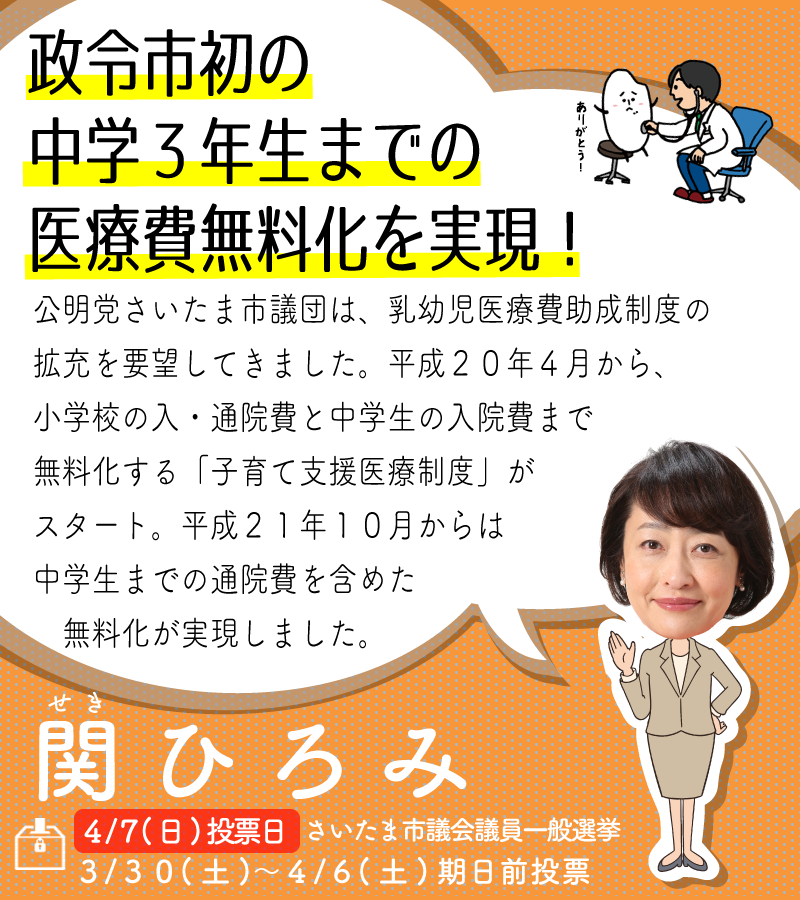 政令市初の
中学３年生までの
医療費無料化を実現！
ありがとう！
公明党さいたま市議団は、乳幼児医療費助成制度の
拡充を要望してきました。平成２０年４月から、
小学校の入・通院費と中学生の入院費まで
無料化する「子育て支援医療制度」が
スタート。平成２１年１０月からは
中学生までの通院費を含めた
無料化が実現しました。
せき
関ひろみ
4/7(日)投票日 さいたま市議会議員一般選挙
３/３０(土)～４/６(土)期日前投票